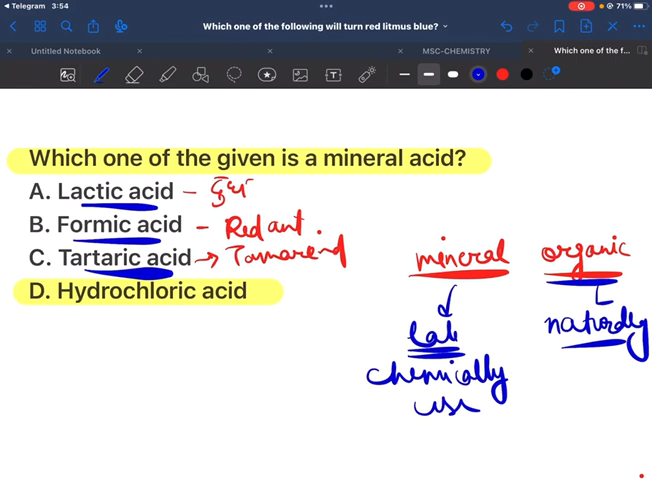 Telegram 3:54
71%
Which one of the following will turn red litmus blue?
Untitled Notebook
MSC-CHEMISTRY
Which one of the f...
Which one of the given is a mineral acid?
A. Lactic acid –
B. Formic acid - Red ant.
C. Tartaric acid → Tamarind
D. Hydrochloric acid
mineral organic
lab naturally
chemically
use